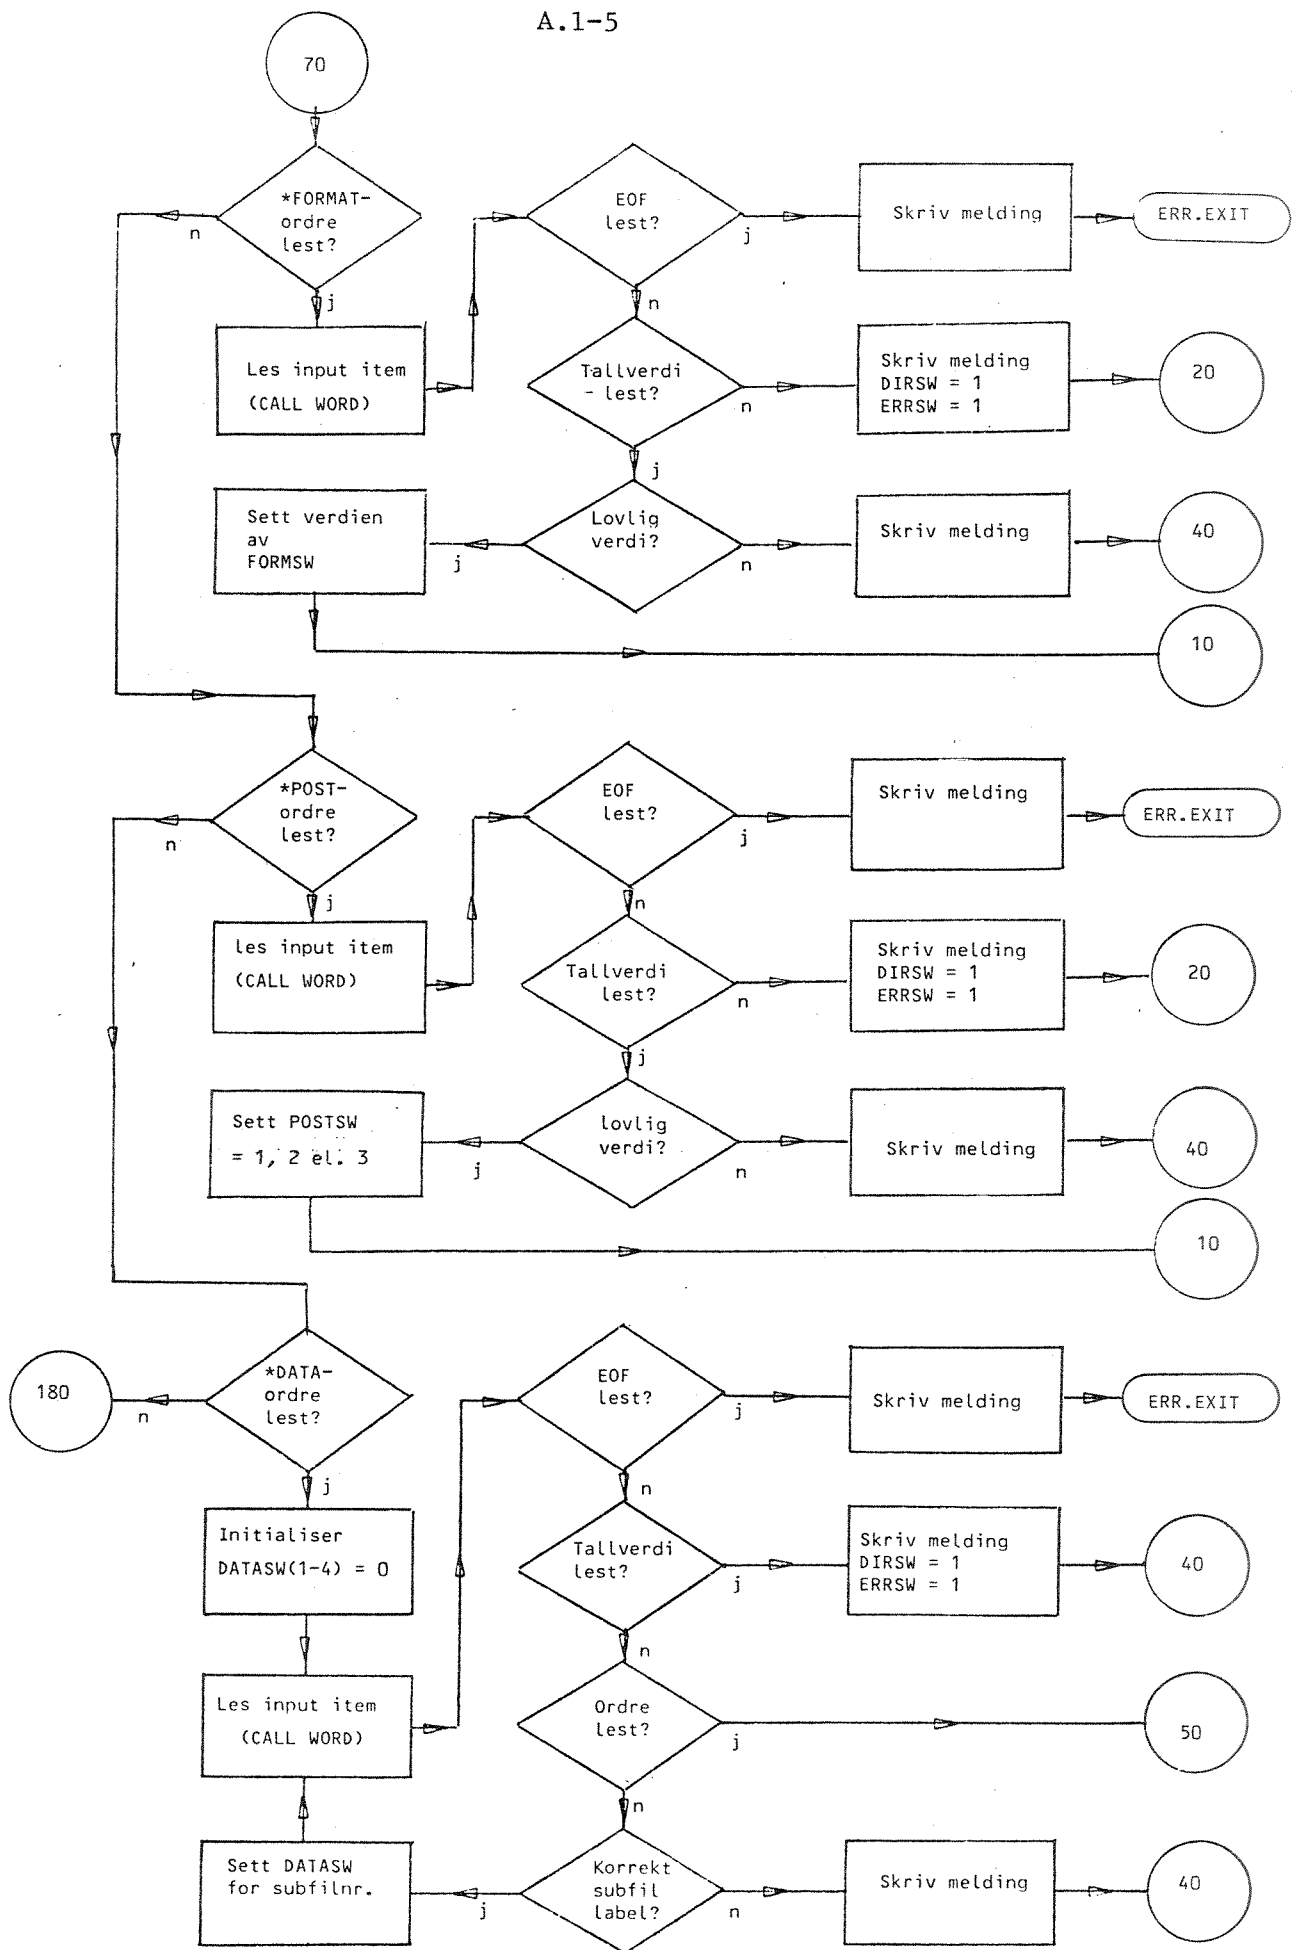 A.1-5
70
*FORMAT-
ordre
lest?
n
j
EOF
lest?
j
n
Skriv melding
ERR.EXIT
Les input item
(CALL WORD)
Tallverdi
- lest?
n
j
Skriv melding
DIRSW = 1
ERRSW = 1
20
Sett verdien
av
FORMSW
j
Lovlig
verdi?
n
Skriv melding
40
10
*POST-
ordre
lest?
n
j
EOF
lest?
j
n
Skriv melding
ERR.EXIT
les input item
(CALL WORD)
Tallverdi
lest?
n
j
Skriv melding
DIRSW = 1
ERRSW = 1
20
Sett POSTSW
= 1, 2 el. 3
j
lovlig
verdi?
n
Skriv melding
40
10
180
n
*DATA-
ordre
lest?
j
EOF
lest?
j
n
Skriv melding
ERR.EXIT
Initialiser
DATASW(1-4) = 0
Tallverdi
lest?
j
n
Skriv melding
DIRSW = 1
ERRSW = 1
40
Les input item
(CALL WORD)
Ordre
lest?
j
n
50
Sett DATASW
for subfilnr.
j
Korrekt
subfil
label?
n
Skriv melding
40